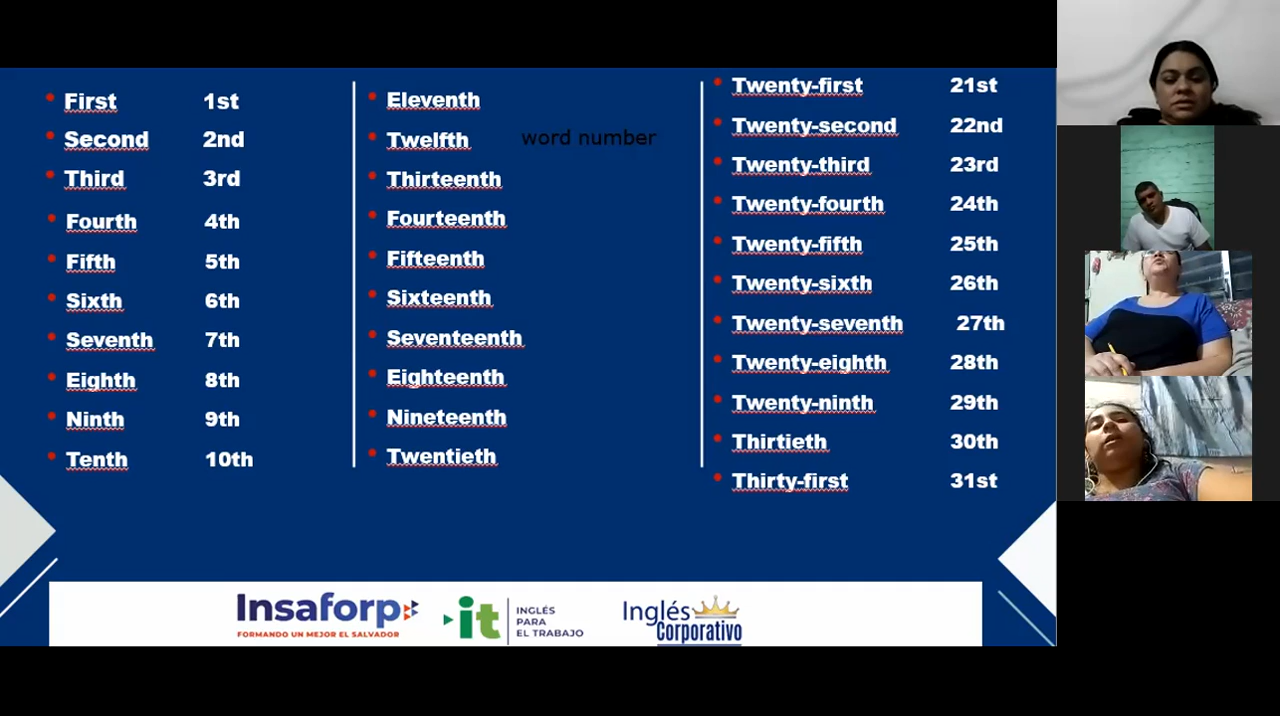 First 1st
Second 2nd
Third 3rd
Fourth 4th
Fifth 5th
Sixth 6th
Seventh 7th
Eighth 8th
Ninth 9th
Tenth 10th
Eleventh
Twelfth word number
Thirteenth
Fourteenth
Fifteenth
Sixteenth
Seventeenth
Eighteenth
Nineteenth
Twentieth
Twenty-first 21st
Twenty-second 22nd
Twenty-third 23rd
Twenty-fourth 24th
Twenty-fifth 25th
Twenty-sixth 26th
Twenty-seventh 27th
Twenty-eighth 28th
Twenty-ninth 29th
Thirtieth 30th
Thirty-first 31st
Insaforp
FORMANDO UN MEJOR EL SALVADOR
it
INGLÉS
PARA
EL TRABAJO
Inglés
Corporativo